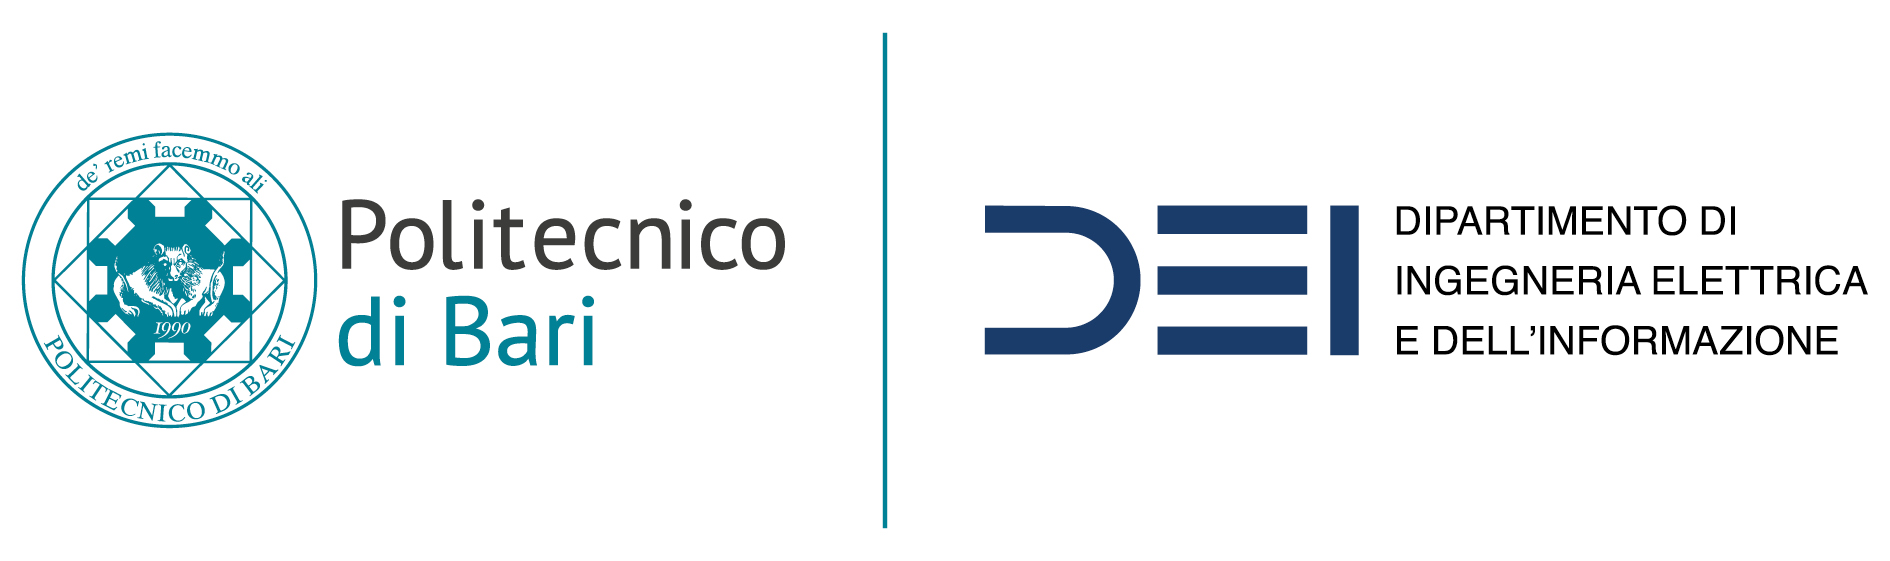 de' remi facemmo ali
1990
POLITECNICO DI BARI
Politecnico
di Bari
DEI
DIPARTIMENTO DI
INGEGNERIA ELETTRICA
E DELL’INFORMAZIONE